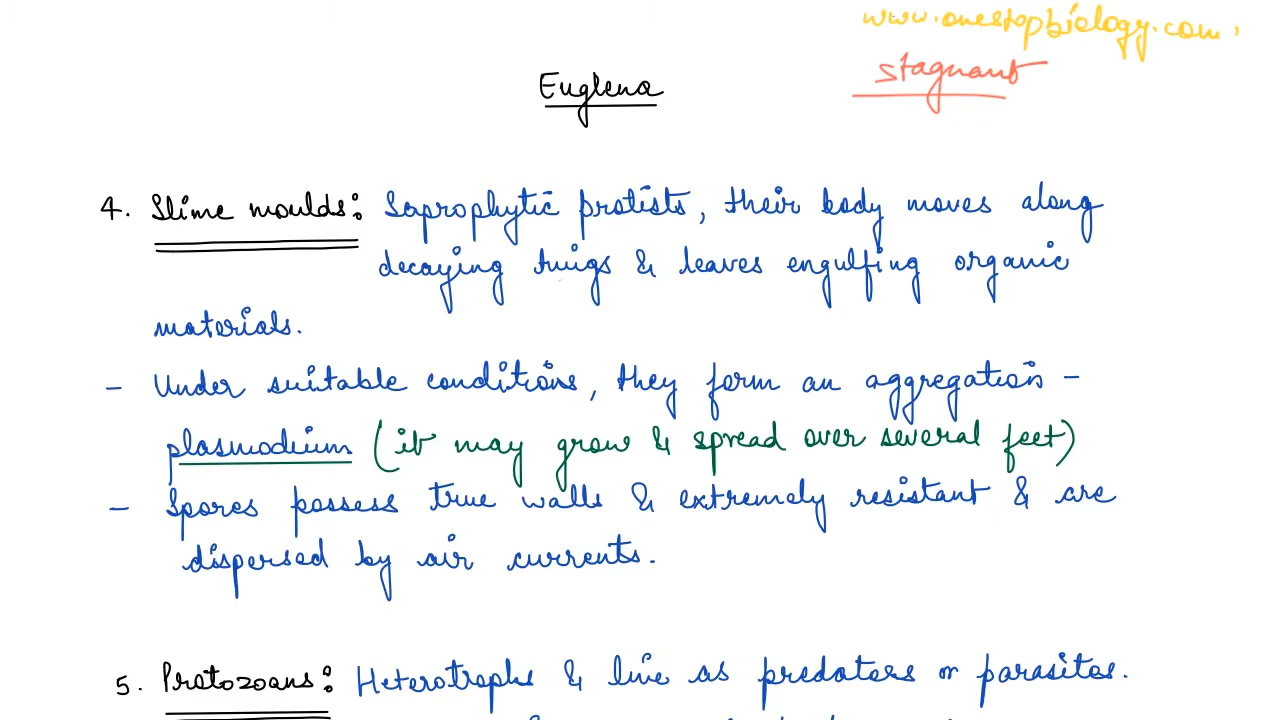 www.onestopbiology.com.
stagnant
Euglena
4. Slime moulds: Saprophytic protists, their body moves along
decaying twigs & leaves engulfing organic
materials.
- Under suitable conditions, they form an aggregation -
plasmodium (it may grow & spread over several feet)
- Spores possess true walls & extremely resistant & are
dispersed by air currents.
5. Protozoans: Heterotrophs & live as predators or parasites.